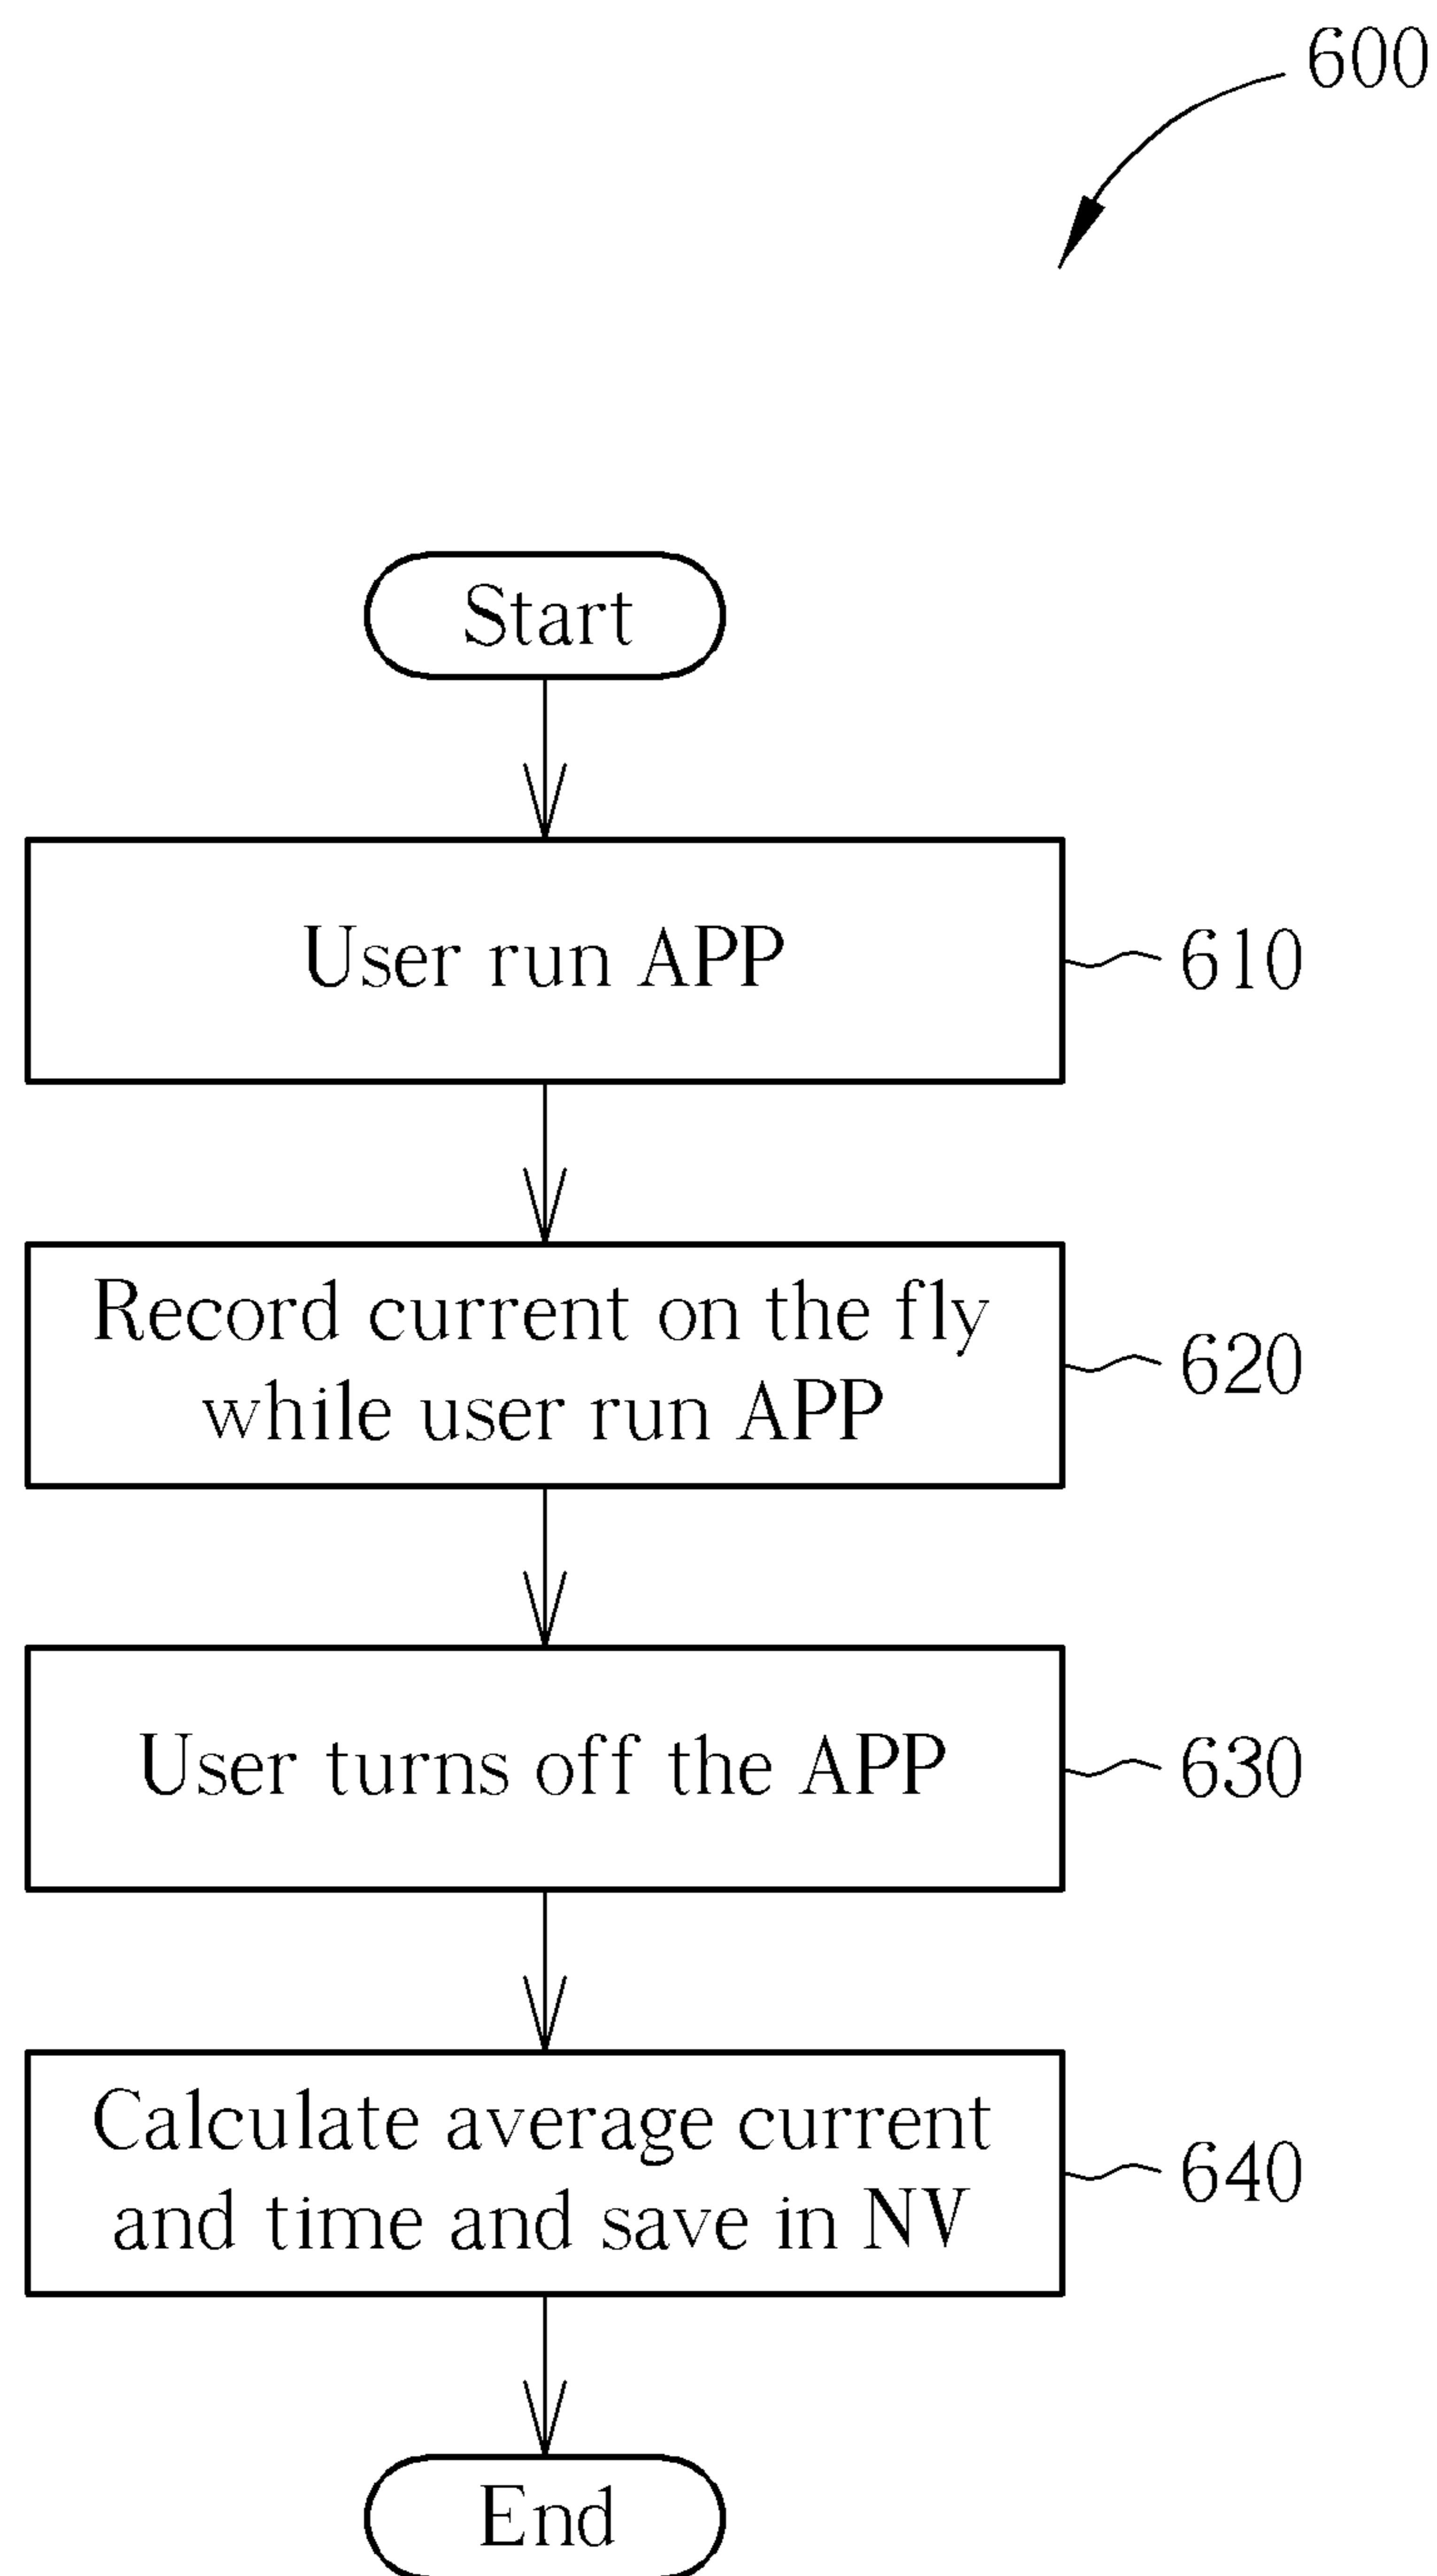 600
Start
User run APP
610
Record current on the fly
while user run APP
620
User turns off the APP
630
Calculate average current
and time and save in NV
640
End